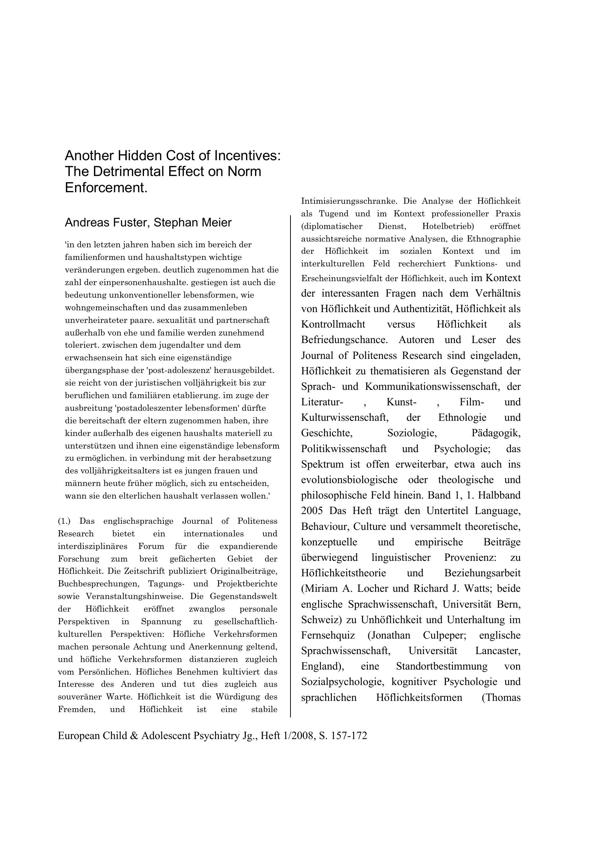 Another Hidden Cost of Incentives:
The Detrimental Effect on Norm
Enforcement.
Andreas Fuster, Stephan Meier
'in den letzten jahren haben sich im bereich der
familienformen und haushaltstypen wichtige
veränderungen ergeben. deutlich zugenommen hat die
zahl der einpersonenhaushalte. gestiegen ist auch die
bedeutung unkonventioneller lebensformen, wie
wohngemeinschaften und das zusammenleben
unverheirateter paare. sexualität und partnerschaft
außerhalb von ehe und familie werden zunehmend
toleriert. zwischen dem jugendalter und dem
erwachsensein hat sich eine eigenständige
übergangsphase der 'post-adoleszenz' herausgebildet.
sie reicht von der juristischen volljährigkeit bis zur
beruflichen und familiären etablierung. im zuge der
ausbreitung 'postadoleszenter lebensformen' dürfte
die bereitschaft der eltern zugenommen haben, ihre
kinder außerhalb des eigenen haushalts materiell zu
unterstützen und ihnen eine eigenständige lebensform
zu ermöglichen. in verbindung mit der herabsetzung
des volljährigkeitsalters ist es jungen frauen und
männern heute früher möglich, sich zu entscheiden,
wann sie den elterlichen haushalt verlassen wollen.'
(1.) Das englischsprachige Journal of Politeness
Research bietet ein internationales und
interdisziplinäres Forum für die expandierende
Forschung zum breit gefächerten Gebiet der
Höflichkeit. Die Zeitschrift publiziert Originalbeiträge,
Buchbesprechungen, Tagungs- und Projektberichte
sowie Veranstaltungshinweise. Die Gegenstandswelt
der Höflichkeit eröffnet zwanglos personale
Perspektiven in Spannung zu gesellschaftlich-
kulturellen Perspektiven: Höfliche Verkehrsformen
machen personale Achtung und Anerkennung geltend,
und höfliche Verkehrsformen distanzieren zugleich
vom Persönlichen. Höfliches Benehmen kultiviert das
Interesse des Anderen und tut dies zugleich aus
souveräner Warte. Höflichkeit ist die Würdigung des
Fremden, und Höflichkeit ist eine stabile
Intimisierungsschranke. Die Analyse der Höflichkeit
als Tugend und im Kontext professioneller Praxis
(diplomatischer Dienst, Hotelbetrieb) eröffnet
aussichtsreiche normative Analysen, die Ethnographie
der Höflichkeit im sozialen Kontext und im
interkulturellen Feld recherchiert Funktions- und
Erscheinungsvielfalt der Höflichkeit, auch im Kontext
der interessanten Fragen nach dem Verhältnis
von Höflichkeit und Authentizität, Höflichkeit als
Kontrollmacht versus Höflichkeit als
Befriedungschance. Autoren und Leser des
Journal of Politeness Research sind eingeladen,
Höflichkeit zu thematisieren als Gegenstand der
Sprach- und Kommunikationswissenschaft, der
Literatur- , Kunst- , Film- und
Kulturwissenschaft, der Ethnologie und
Geschichte, Soziologie, Pädagogik,
Politikwissenschaft und Psychologie; das
Spektrum ist offen erweiterbar, etwa auch ins
evolutionsbiologische oder theologische und
philosophische Feld hinein. Band 1, 1. Halbband
2005 Das Heft trägt den Untertitel Language,
Behaviour, Culture und versammelt theoretische,
konzeptuelle und empirische Beiträge
überwiegend linguistischer Provenienz: zu
Höflichkeitstheorie und Beziehungsarbeit
(Miriam A. Locher und Richard J. Watts; beide
englische Sprachwissenschaft, Universität Bern,
Schweiz) zu Unhöflichkeit und Unterhaltung im
Fernsehquiz (Jonathan Culpeper; englische
Sprachwissenschaft, Universität Lancaster,
England), eine Standortbestimmung von
Sozialpsychologie, kognitiver Psychologie und
sprachlichen Höflichkeitsformen (Thomas
European Child & Adolescent Psychiatry Jg., Heft 1/2008, S. 157-172